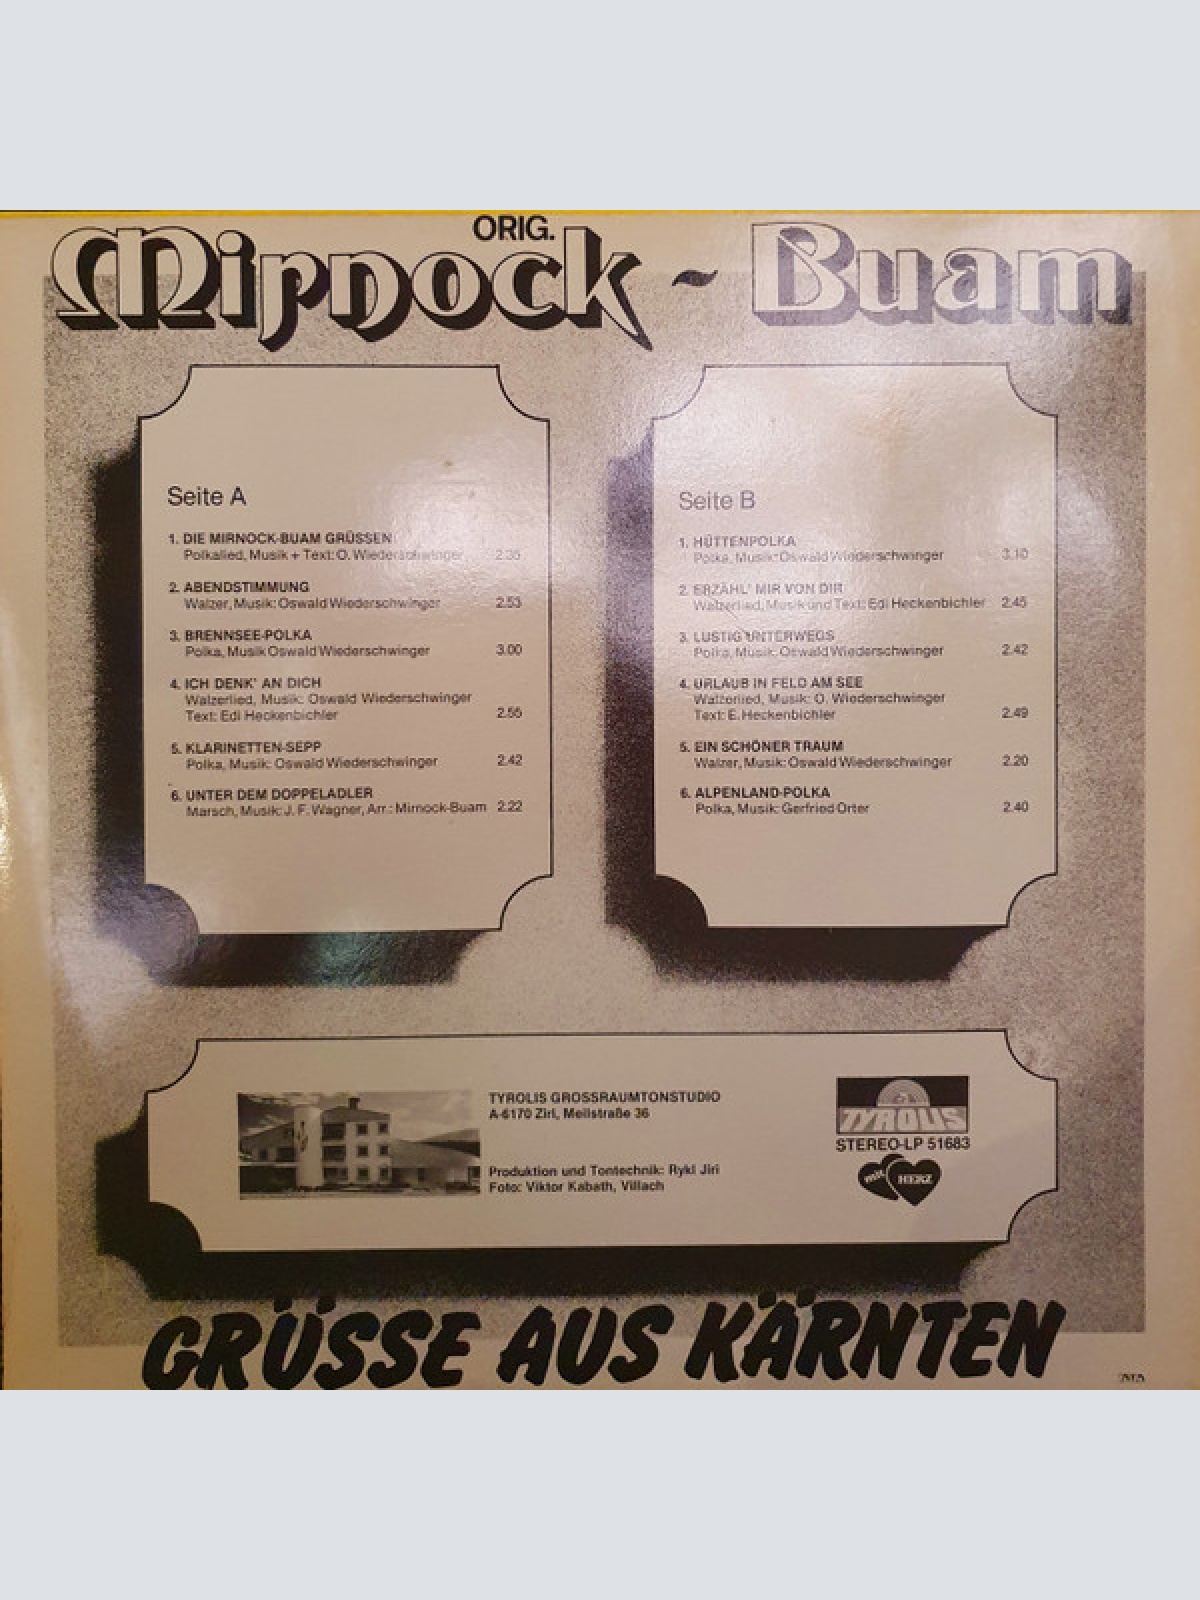 ORIG.
Mirnock - Buam
Seite A
1. DIE MIRNOCK-BUAM GRÜSSEN
Polkalied, Musik + Text: O. Wiederschwinger 2.35
2. ABENDSTIMMUNG
Walzer, Musik: Oswald Wiederschwinger 2.53
3. BRENNSEE-POLKA
Polka, Musik Oswald Wiederschwinger 3.00
4. ICH DENK' AN DICH
Walzerlied, Musik: Oswald Wiederschwinger
Text: Edi Heckenbichler 2.55
5. KLARINETTEN-SEPP
Polka, Musik: Oswald Wiederschwinger 2.42
6. UNTER DEM DOPPELADLER
Marsch, Musik: J. F. Wagner, Arr.: Mirnock-Buam 2.22
Seite B
1. HÜTTENPOLKA
Polka, Musik: Oswald Wiederschwinger 3.10
2. ERZÄHL' MIR VON DIR
Walzerlied, Musik und Text: Edi Heckenbichler 2.45
3. LUSTIG UNTERWEGS
Polka, Musik: Oswald Wiederschwinger 2.42
4. URLAUB IN FELD AM SEE
Walzerlied, Musik: O. Wiederschwinger
Text: E. Heckenbichler 2.49
5. EIN SCHÖNER TRAUM
Walzer, Musik: Oswald Wiederschwinger 2.20
6. ALPENLAND-POLKA
Polka, Musik: Gerfried Orter 2.40
TYROLIS GROSSRAUMTONSTUDIO
A-6170 Zirl, Meilstraße 36
Produktion und Tontechnik: Rykl Jiri
Foto: Viktor Kabath, Villach
TYROLIS
STEREO-LP 51683
mit HERZ
GRÜSSE AUS KÄRNTEN